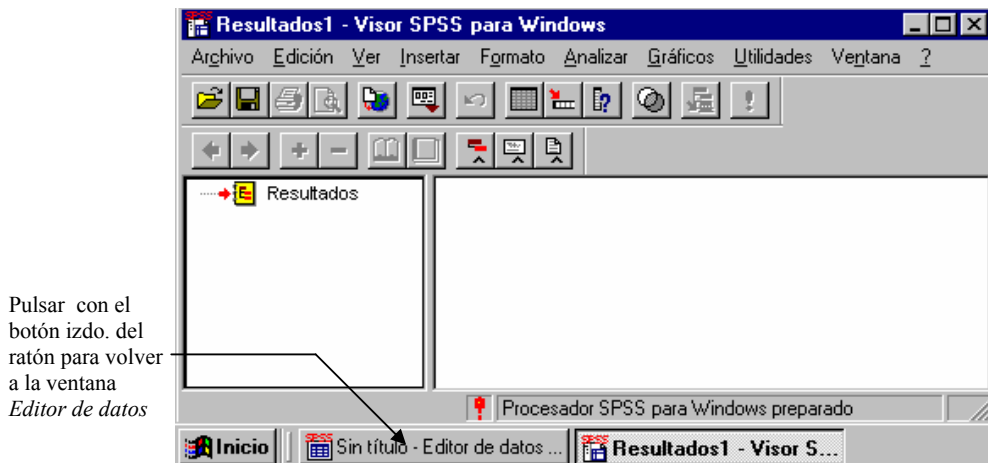 Resultados1 - Visor SPSS para Windows
Archivo Edición Ver Insertar Formato Analizar Gráficos Utilidades Ventana ?
Resultados
Pulsar con el
botón izdo. del
ratón para volver
a la ventana
Editor de datos
Procesador SPSS para Windows preparado
Inicio Sin título - Editor de datos ... Resultados1 - Visor S...